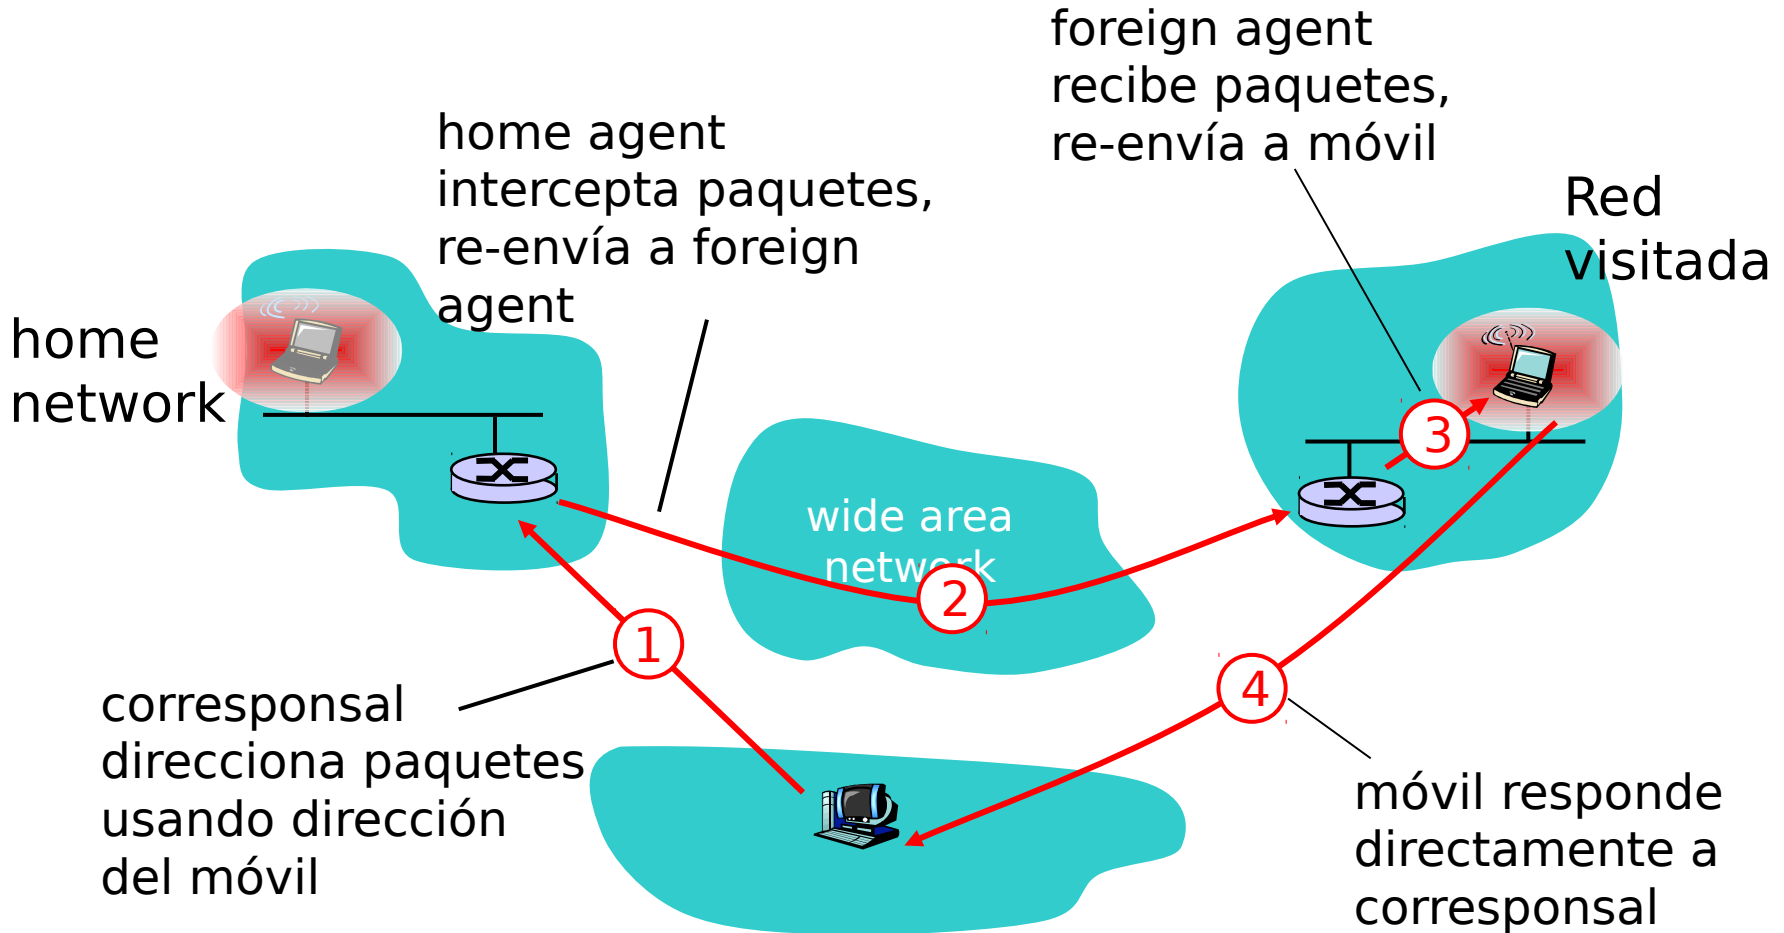 foreign agent
recibe paquetes,
re-envía a móvil
home agent
intercepta paquetes,
re-envía a foreign
agent
Red
visitada
home
network
3
wide area
network
2
1
4
corresponsal
direcciona paquetes
usando dirección
del móvil
móvil responde
directamente a
corresponsal